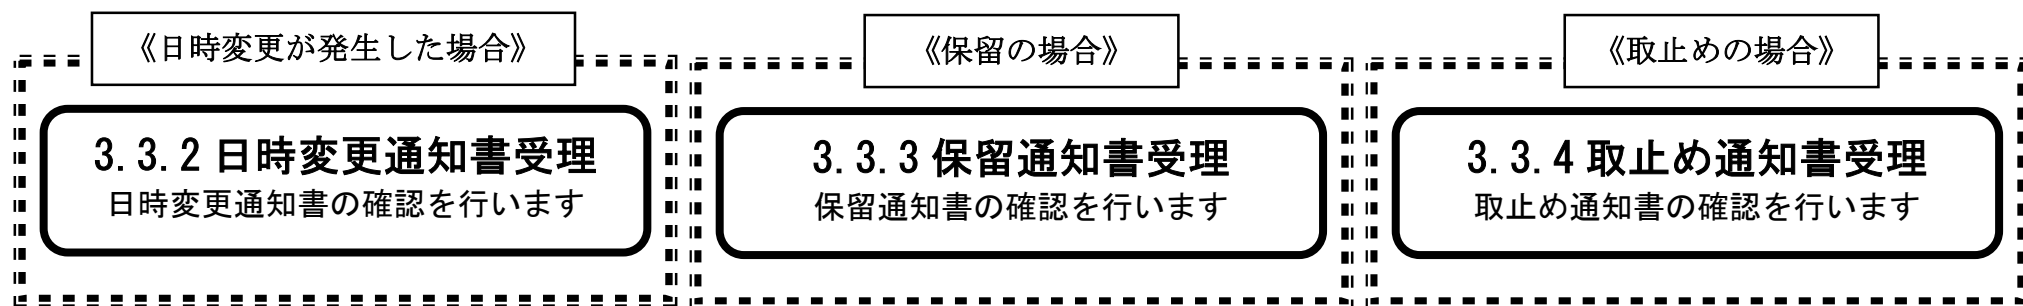 《日時変更が発生した場合》
3.3.2日時変更通知書受理
日時変更通知書の確認を行います
《保留の場合》
3.3.3保留通知書受理
保留通知書の確認を行います
《取止めの場合》
3.3.4取止め通知書受理
取止め通知書の確認を行います